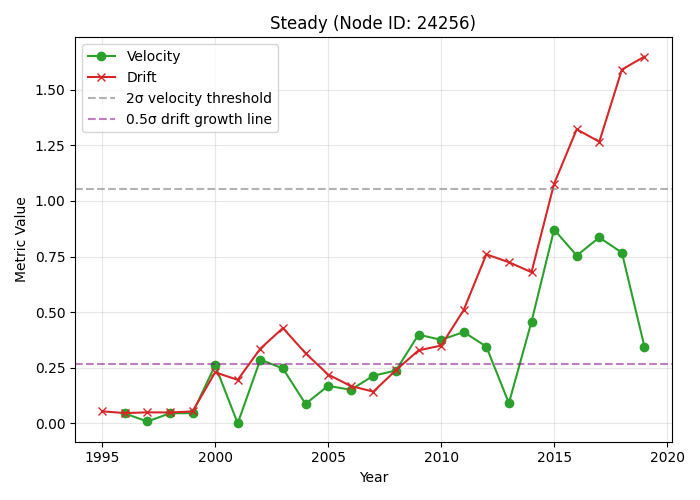 Steady (Node ID: 24256)
Velocity
Drift
2σ velocity threshold
0.5σ drift growth line
Metric Value
1.50
1.25
1.00
0.75
0.50
0.25
0.00
1995 2000 2005 2010 2015 2020
Year